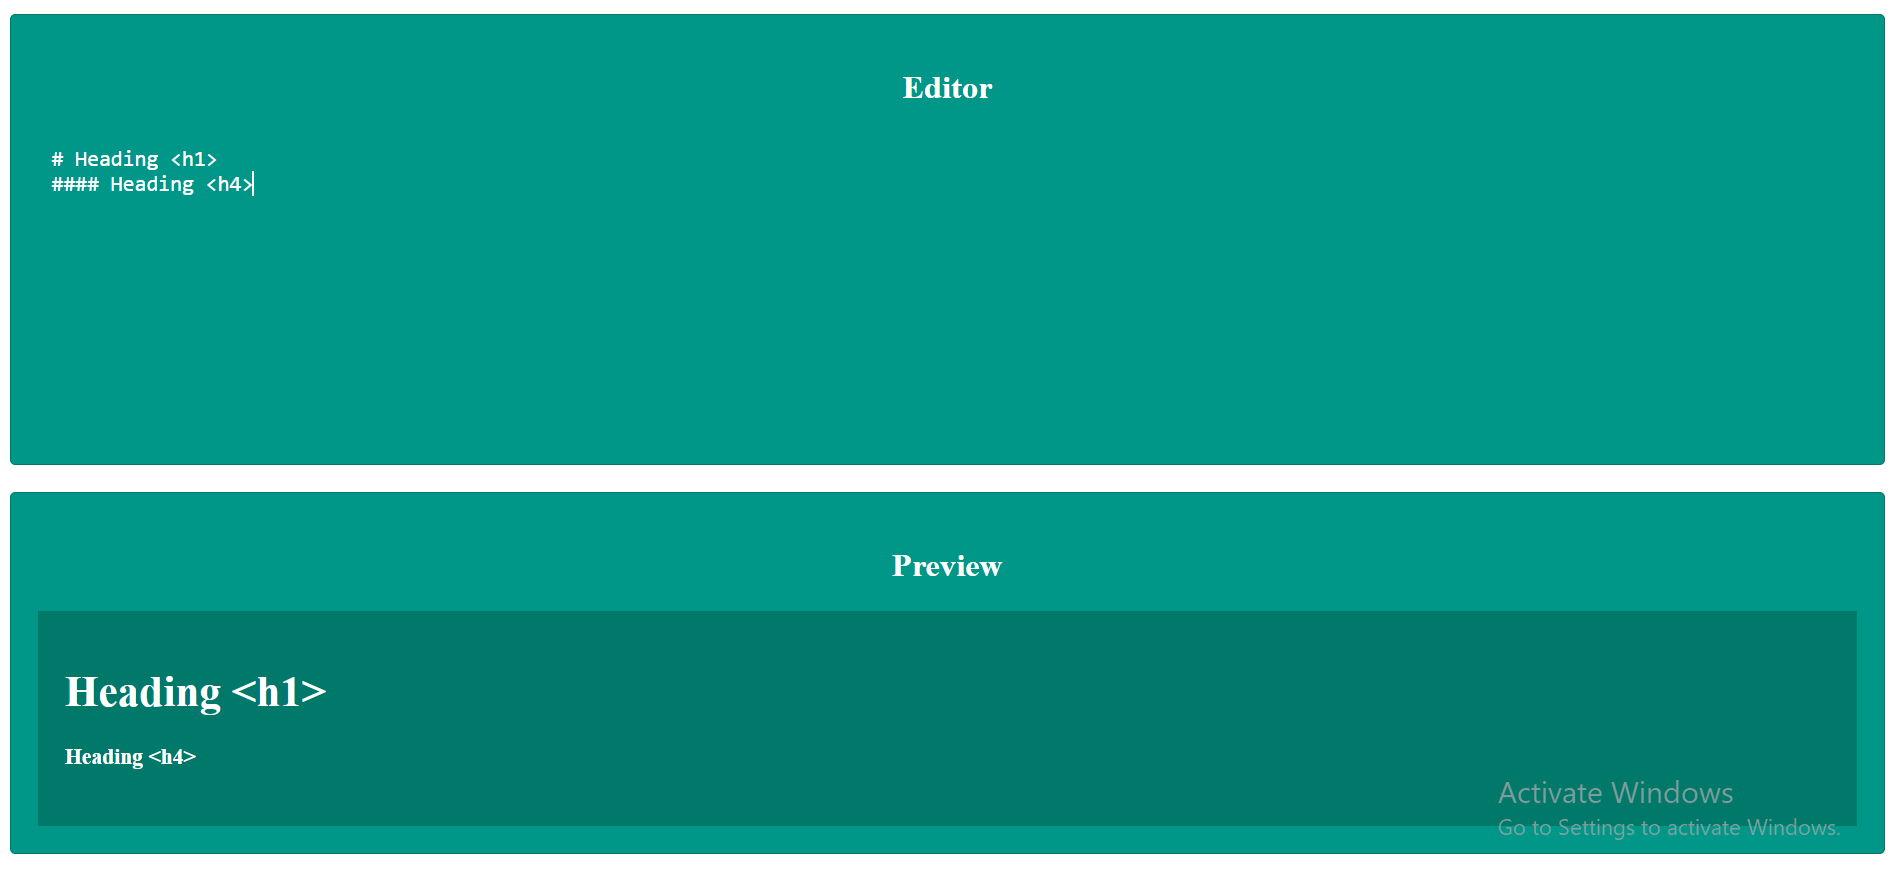 Editor
# Heading <h1>
#### Heading <h4>
Preview
Heading <h1>
Heading <h4>
Activate Windows
Go to Settings to activate Windows.